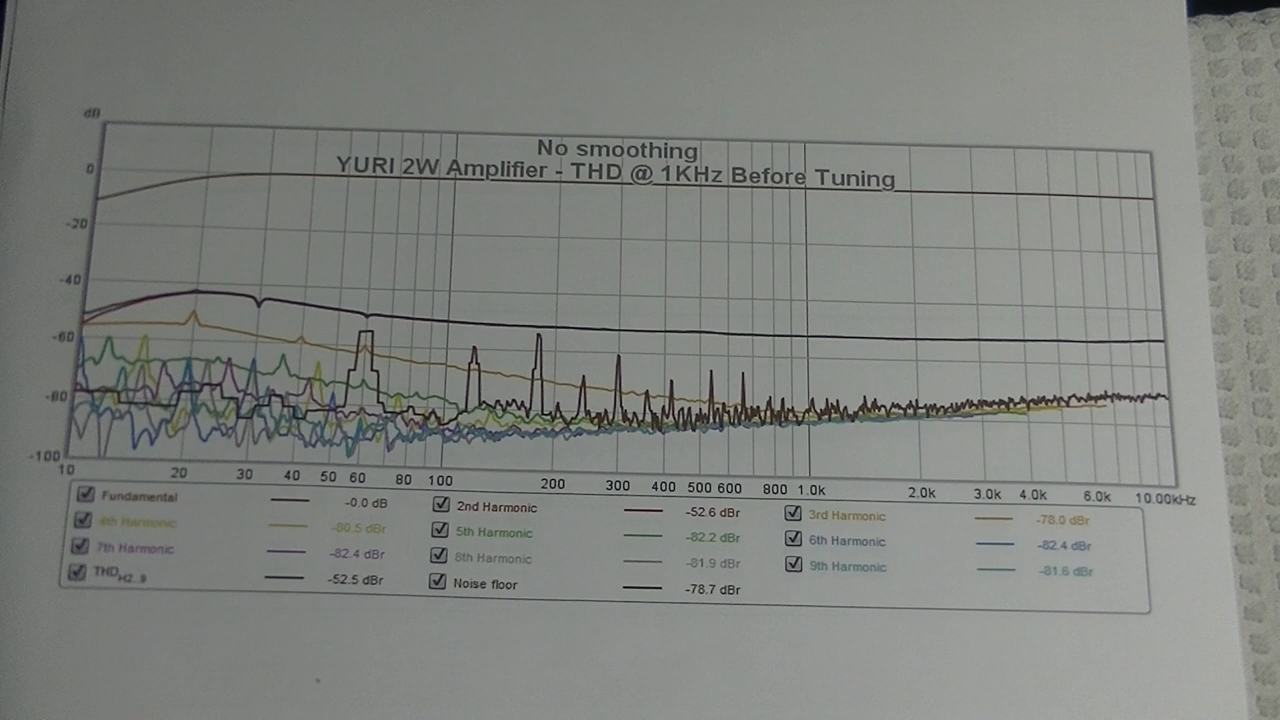 dB
No smoothing
YURI 2W Amplifier - THD @ 1KHz Before Tuning
0
-20
-40
-60
-80
-100
10 20 30 40 50 60 80 100 200 300 400 500 600 800 1.0k 2.0k 3.0k 4.0k 6.0k 10.00kHz
Fundamental -0.0 dB 2nd Harmonic -52.6 dBr 3rd Harmonic -78.0 dBr
4th Harmonic -80.5 dBr 5th Harmonic -82.2 dBr 6th Harmonic -82.4 dBr
7th Harmonic -82.4 dBr 8th Harmonic -81.9 dBr 9th Harmonic -81.6 dBr
THD H2..9 -52.5 dBr Noise floor -78.7 dBr